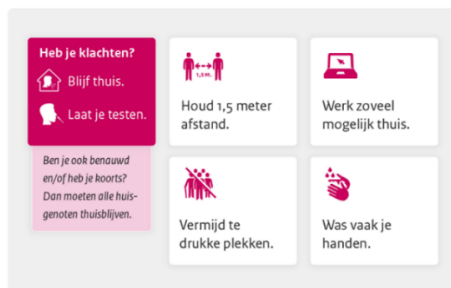 Heb je klachten?
Blijf thuis.
Laat je testen.
Ben je ook benauwd
en/of heb je koorts?
Dan moeten alle huis-
genoten thuisblijven.
1,5 M.
Houd 1,5 meter
afstand.
Werk zoveel
mogelijk thuis.
Vermijd te
drukke plekken.
Was vaak je
handen.